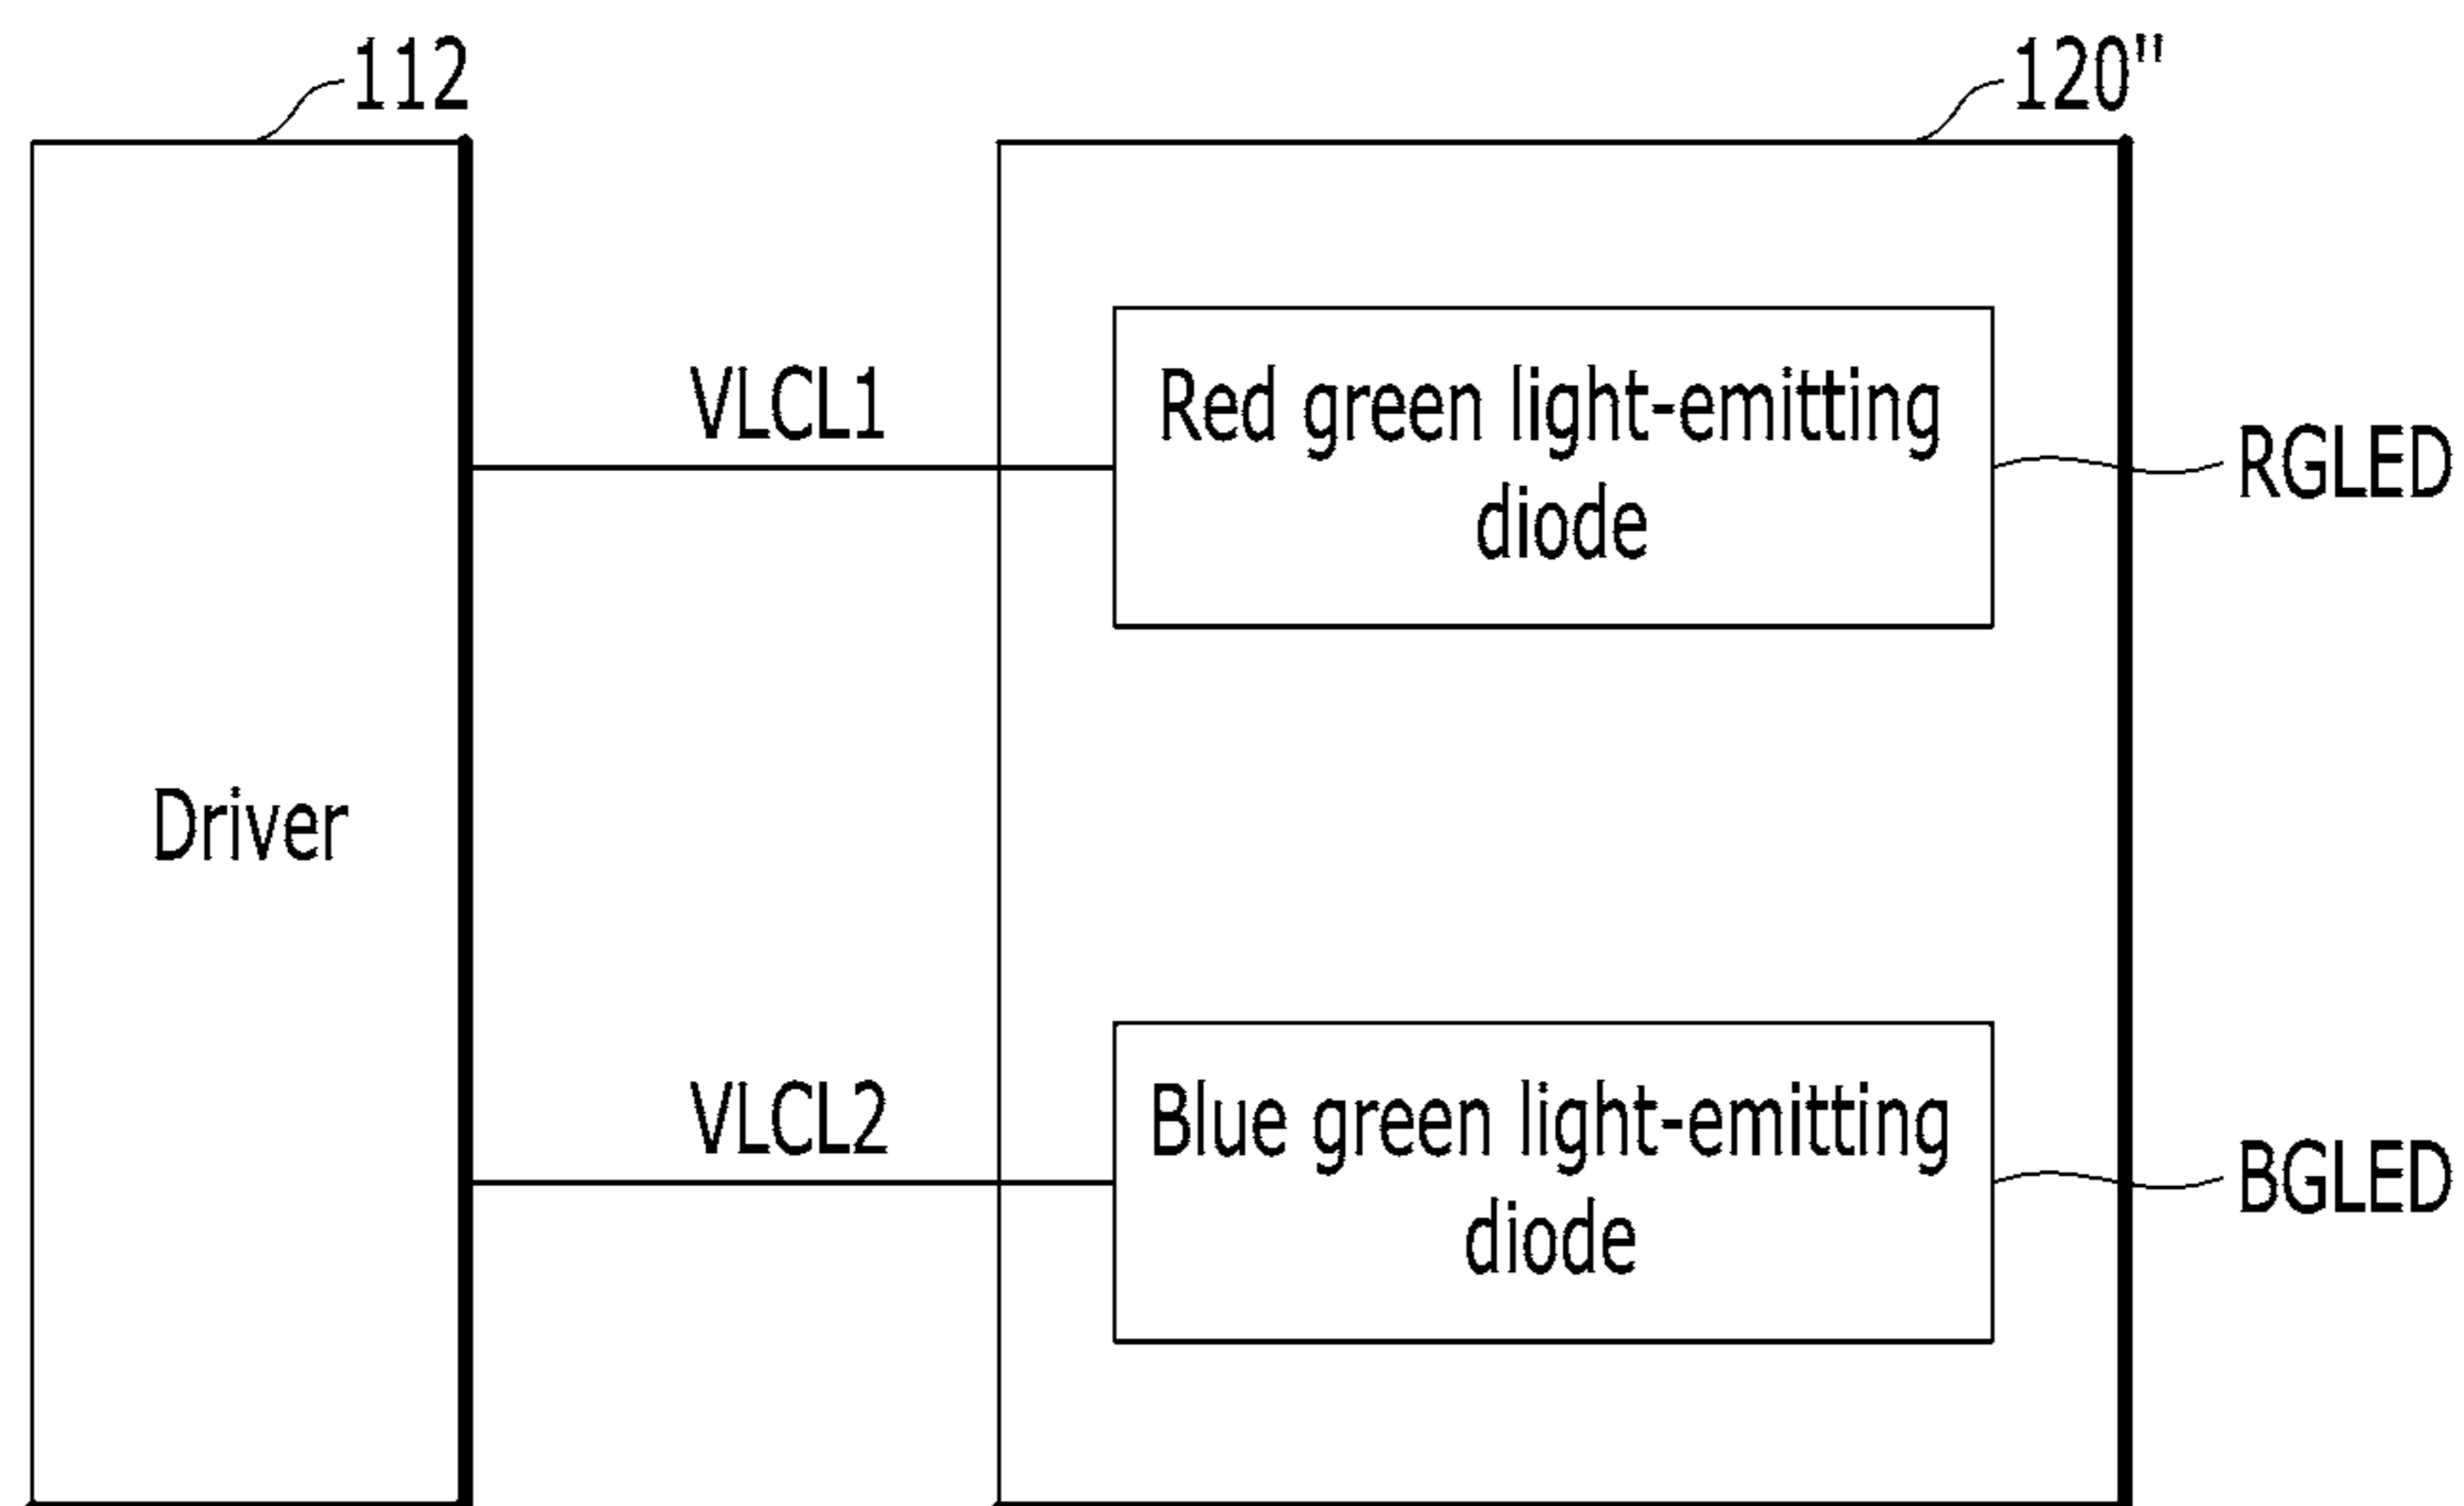 112
120"
VLCL1
Red green light-emitting
diode
RGLED
Driver
VLCL2
Blue green light-emitting
diode
BGLED